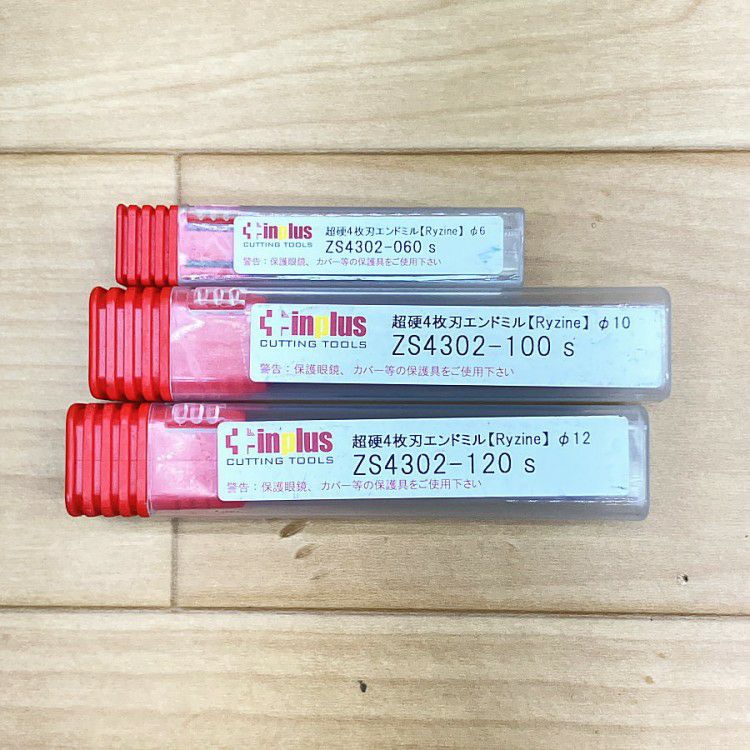 inplus 超硬4枚刃エンドミル【Ryzine】 φ6
CUTTING TOOLS ZS4302-060 s
警告：保護眼鏡、カバー等の保護具をご使用下さい
inplus 超硬4枚刃エンドミル【Ryzine】 φ10
CUTTING TOOLS ZS4302-100 s
警告：保護眼鏡、カバー等の保護具をご使用下さい
inplus 超硬4枚刃エンドミル【Ryzine】 φ12
CUTTING TOOLS ZS4302-120 s
警告：保護眼鏡、カバー等の保護具をご使用下さい